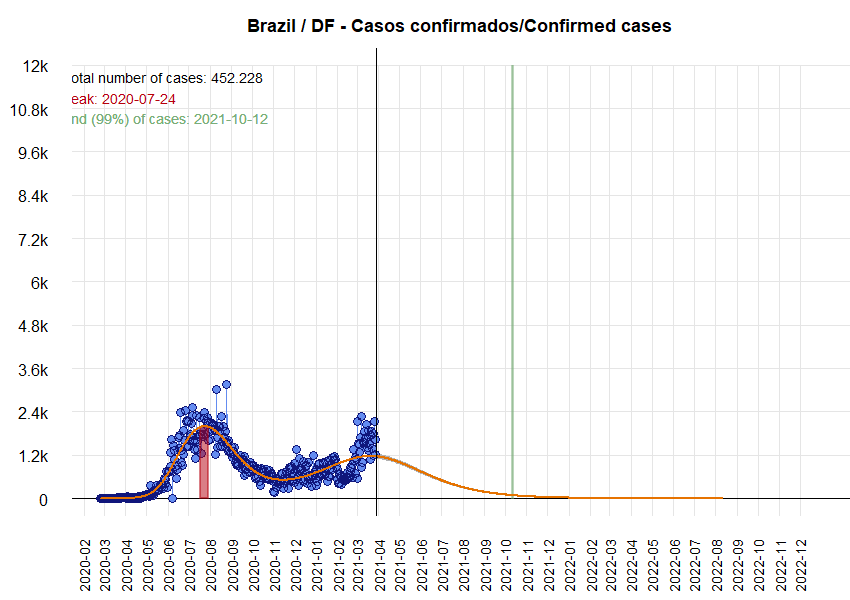 Brazil / DF - Casos confirmados/Confirmed cases
12k
otal number of cases: 452.228
eak: 2020-07-24
10.8k
nd (99%) of cases: 2021-10-12
9.6k
8.4k
7.2k
6k
4.8k
3.6k
2.4k
1.2k
0
2020-02
2020-03
2020-04
2020-05
2020-06
2020-07
2020-08
2020-09
2020-10
2020-11
2020-12
2021-01
2021-02
2021-03
2021-04
2021-05
2021-06
2021-07
2021-08
2021-09
2021-10
2021-11
2021-12
2022-01
2022-02
2022-03
2022-04
2022-05
2022-06
2022-07
2022-08
2022-09
2022-10
2022-11
2022-12